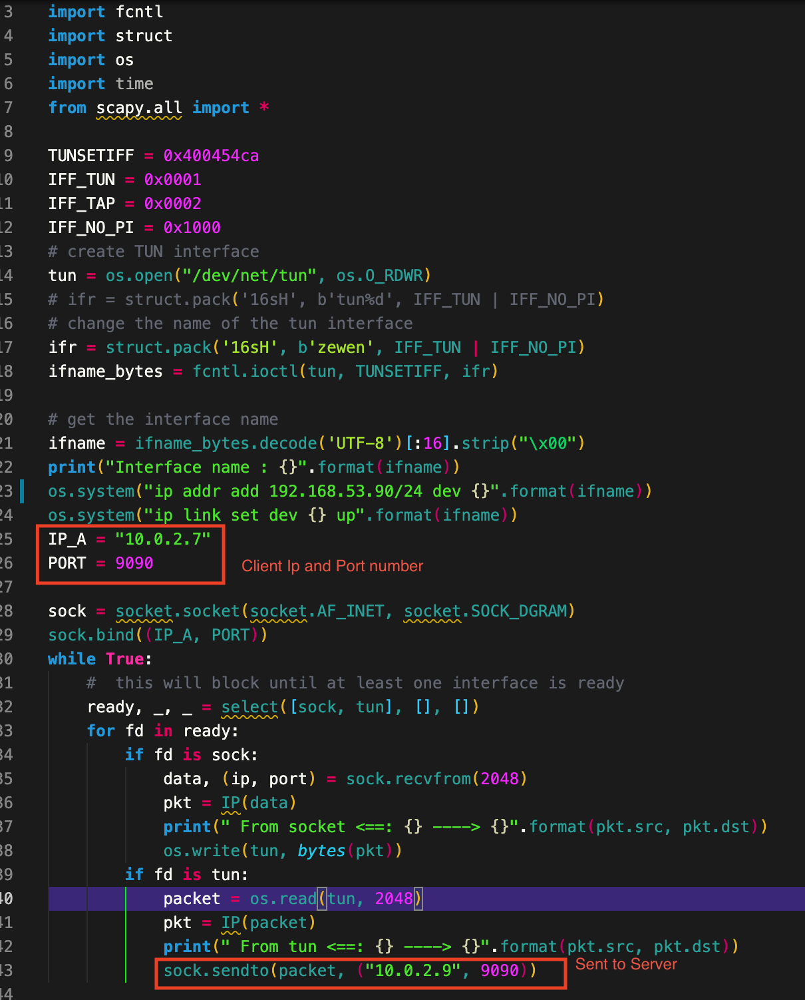 3 import fcntl
4 import struct
5 import os
6 import time
7 from scapy.all import *
8
9 TUNSETIFF = 0x400454ca
10 IFF_TUN = 0x0001
11 IFF_TAP = 0x0002
12 IFF_NO_PI = 0x1000
13 # create TUN interface
14 tun = os.open("/dev/net/tun", os.O_RDWR)
15 # ifr = struct.pack('16sH', b'tun%d', IFF_TUN | IFF_NO_PI)
16 # change the name of the tun interface
17 ifr = struct.pack('16sH', b'zewen', IFF_TUN | IFF_NO_PI)
18 ifname_bytes = fcntl.ioctl(tun, TUNSETIFF, ifr)
19
20 # get the interface name
21 ifname = ifname_bytes.decode('UTF-8')[:16].strip("\x00")
22 print("Interface name : {}".format(ifname))
23 os.system("ip addr add 192.168.53.90/24 dev {}".format(ifname))
24 os.system("ip link set dev {} up".format(ifname))
25 IP_A = "10.0.2.7"
26 PORT = 9090 Client Ip and Port number
27
28 sock = socket.socket(socket.AF_INET, socket.SOCK_DGRAM)
29 sock.bind((IP_A, PORT))
30 while True:
31     #  this will block until at least one interface is ready
32     ready, _, _ = select([sock, tun], [], [])
33     for fd in ready:
34         if fd is sock:
35             data, (ip, port) = sock.recvfrom(2048)
36             pkt = IP(data)
37             print(" From socket <==: {} ----> {}".format(pkt.src, pkt.dst))
38             os.write(tun, bytes(pkt))
39         if fd is tun:
40             packet = os.read(tun, 2048)
41             pkt = IP(packet)
42             print(" From tun <==: {} ----> {}".format(pkt.src, pkt.dst))
43             sock.sendto(packet, ("10.0.2.9", 9090)) Sent to Server
44